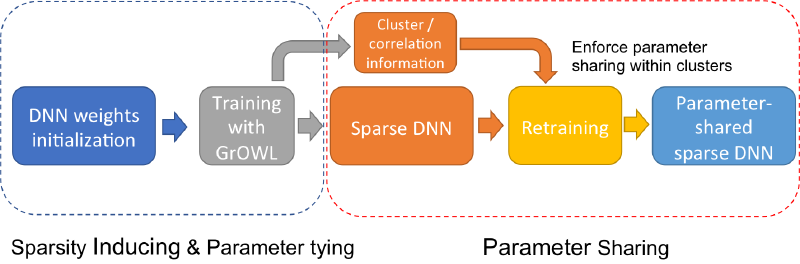 Cluster /
correlation
information
Enforce parameter
sharing within clusters
DNN weights
initialization
Training
with
GrOWL
Sparse DNN
Retraining
Parameter-
shared
sparse DNN
Sparsity Inducing & Parameter tying
Parameter Sharing